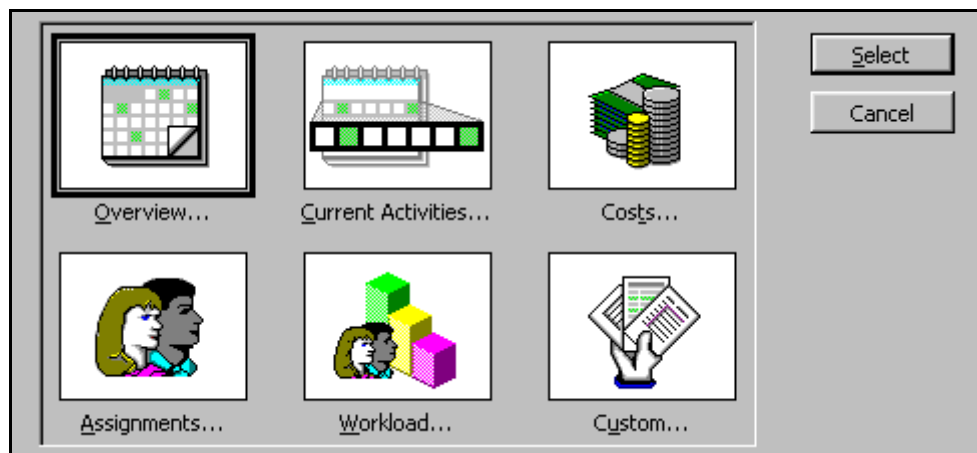 Select
Cancel
Overview...
Current Activities...
Costs...
Assignments...
Workload...
Custom...